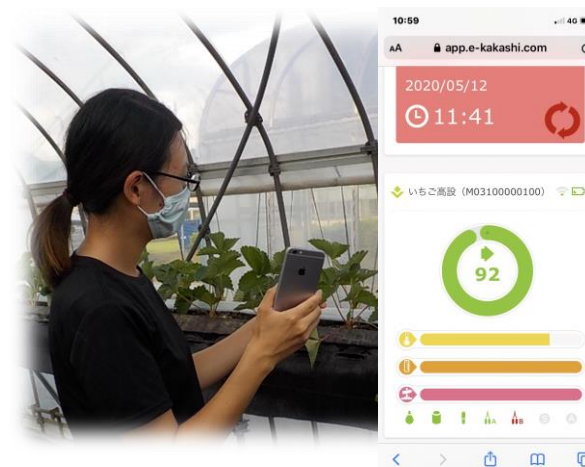 10:59
4G
AA app.e-kakashi.com
2020/05/12
11:41
いちご高設 (M03100000100)
92
A B S A